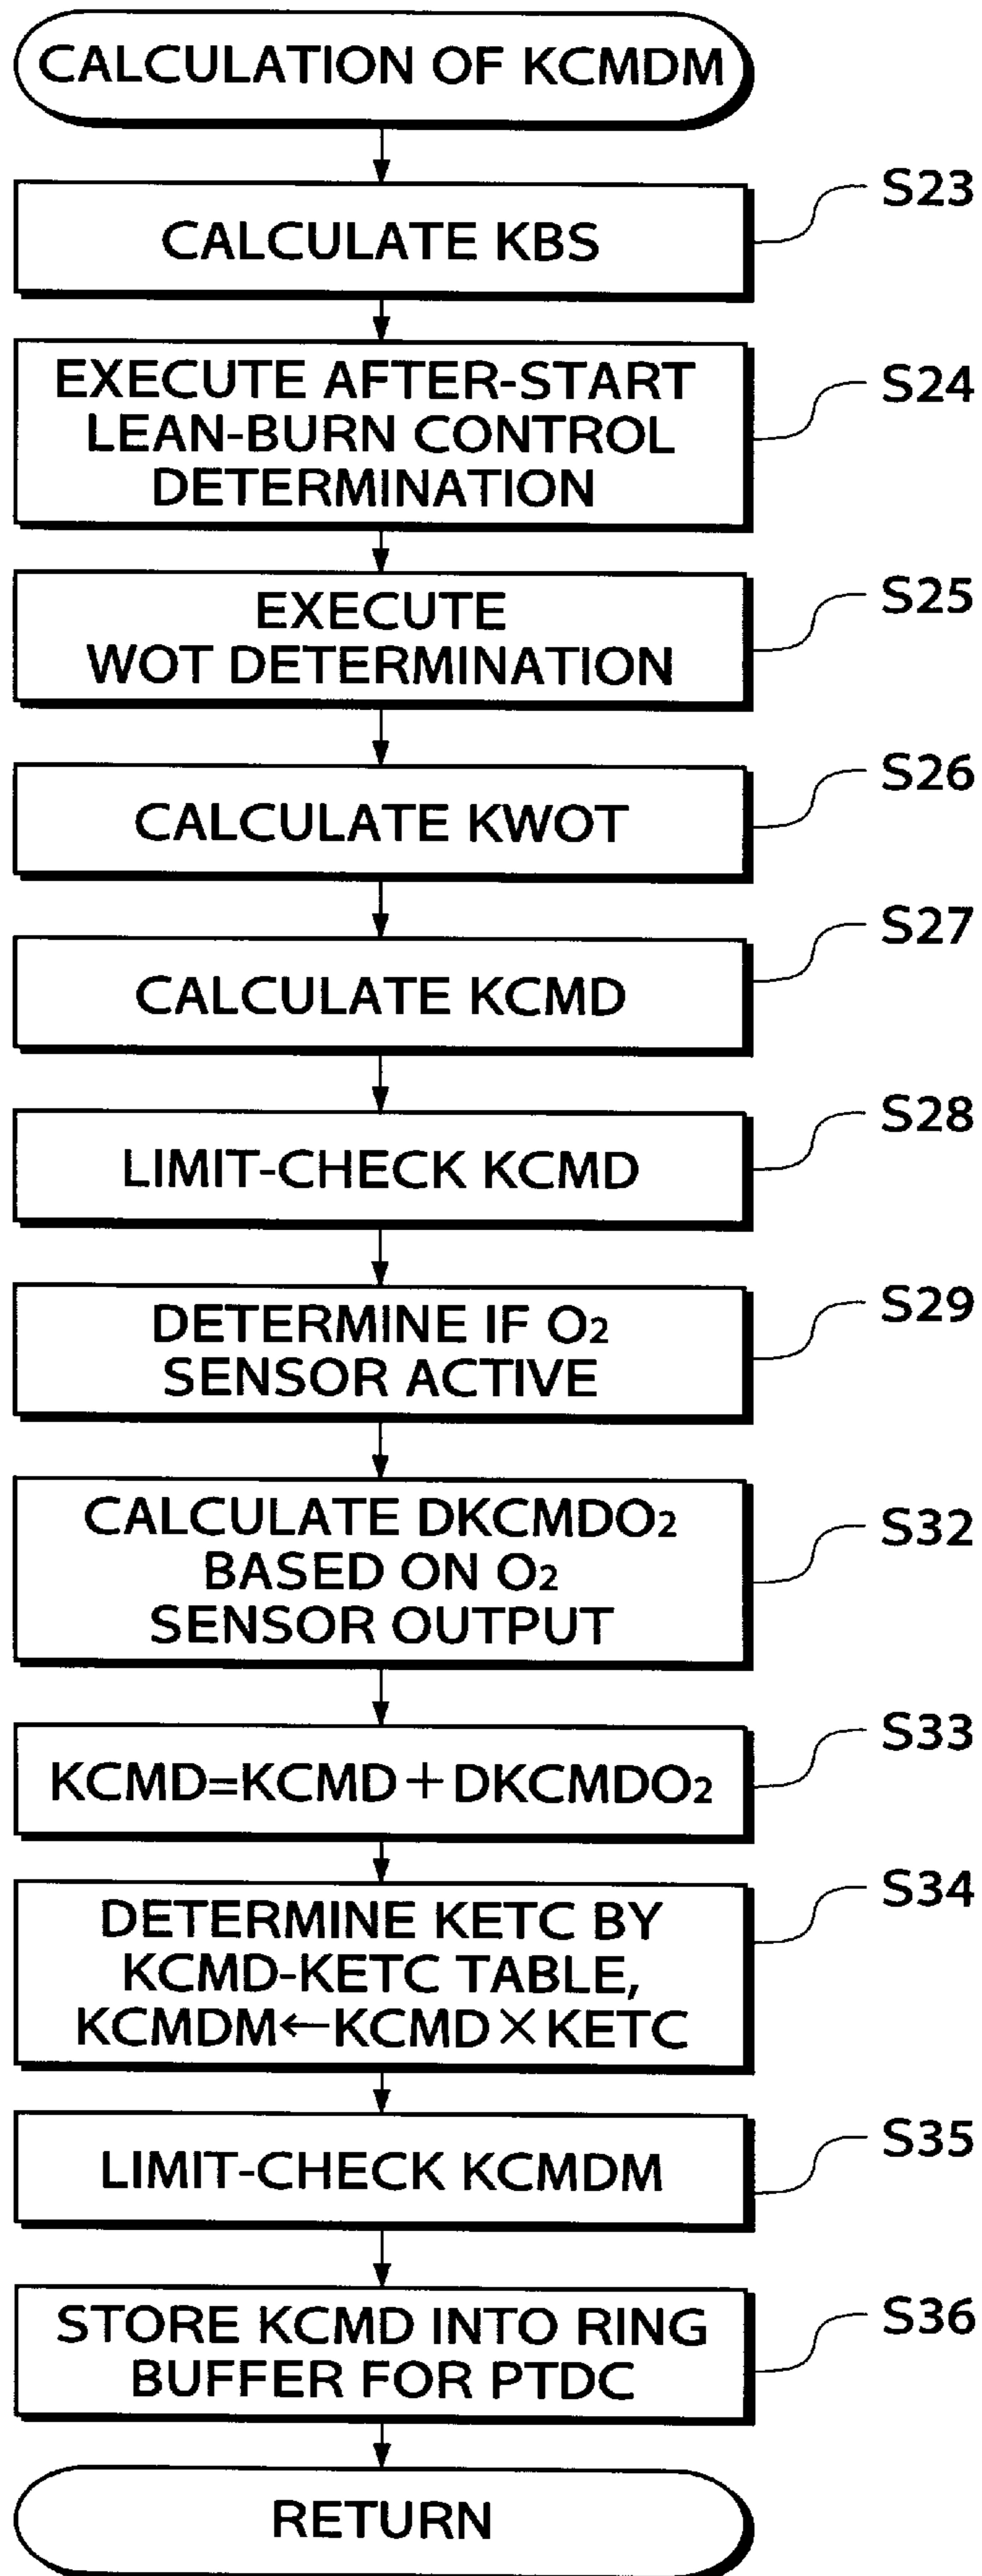 CALCULATION OF KCMDM
S23
CALCULATE KBS
S24
EXECUTE AFTER-START
LEAN-BURN CONTROL
DETERMINATION
S25
EXECUTE
WOT DETERMINATION
S26
CALCULATE KWOT
S27
CALCULATE KCMD
S28
LIMIT-CHECK KCMD
S29
DETERMINE IF O2
SENSOR ACTIVE
S32
CALCULATE DKCMDO2
BASED ON O2
SENSOR OUTPUT
S33
KCMD=KCMD+DKCMDO2
S34
DETERMINE KETC BY
KCMD-KETC TABLE,
KCMDM←KCMD×KETC
S35
LIMIT-CHECK KCMDM
S36
STORE KCMD INTO RING
BUFFER FOR PTDC
RETURN